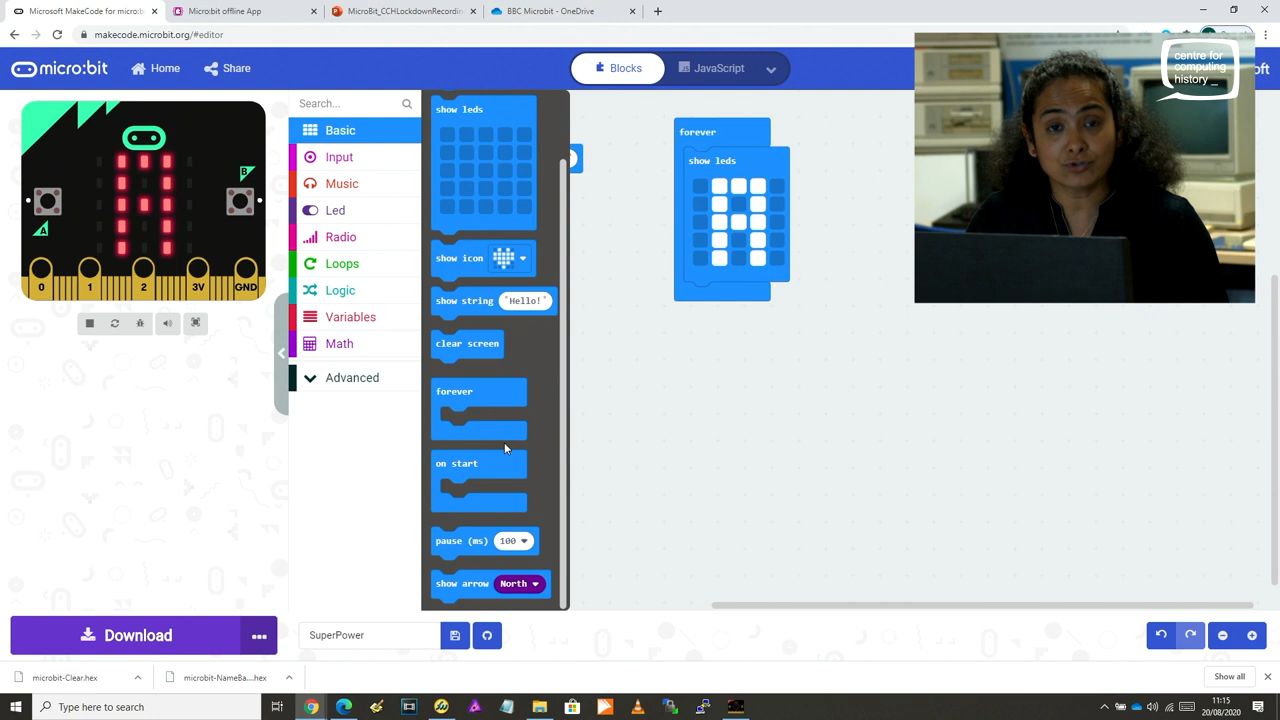 Microsoft MakeCode for micro:b
Microbit offline App
MicroBit_CCHLockdownRecordin
BBC Microbit - OneDrive
makecode.microbit.org/#editor
micro:bit
Home
Share
Blocks
JavaScript
oft
centre for
computing
history _
Search...
Basic
Input
Music
Led
Radio
Loops
Logic
Variables
Math
Advanced
A
B
0
1
2
3V
GND
show leds
show icon
show string "Hello!"
clear screen
forever
on start
pause (ms) 100
show arrow North
forever
show leds
Download
SuperPower
microbit-Clear.hex
microbit-NameBa....hex
Show all
Type here to search
11:15
20/08/2020